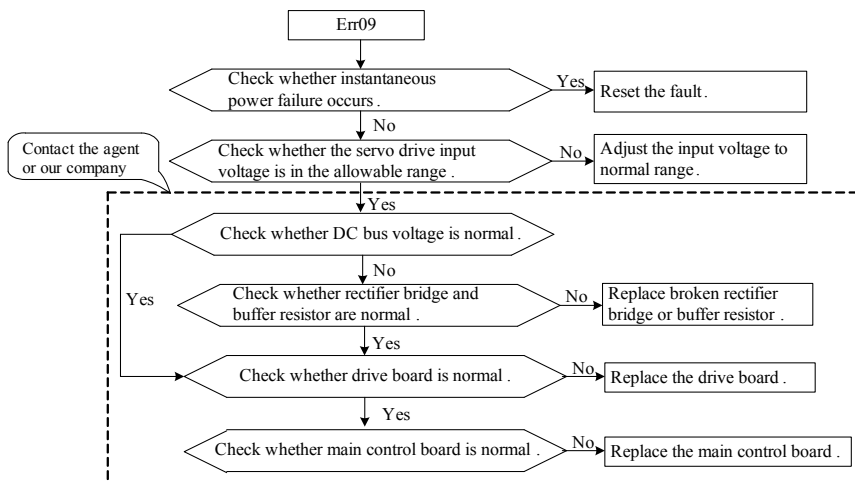 Err09
Check whether instantaneous
power failure occurs .
Yes
Reset the fault .
No
Contact the agent
or our company
Check whether the servo drive input
voltage is in the allowable range .
No
Adjust the input voltage to
normal range .
Yes
Check whether DC bus voltage is normal .
No
Yes
Check whether rectifier bridge and
buffer resistor are normal .
No
Replace broken rectifier
bridge or buffer resistor .
Yes
Check whether drive board is normal .
No
Replace the drive board .
Yes
Check whether main control board is normal .
No
Replace the main control board .